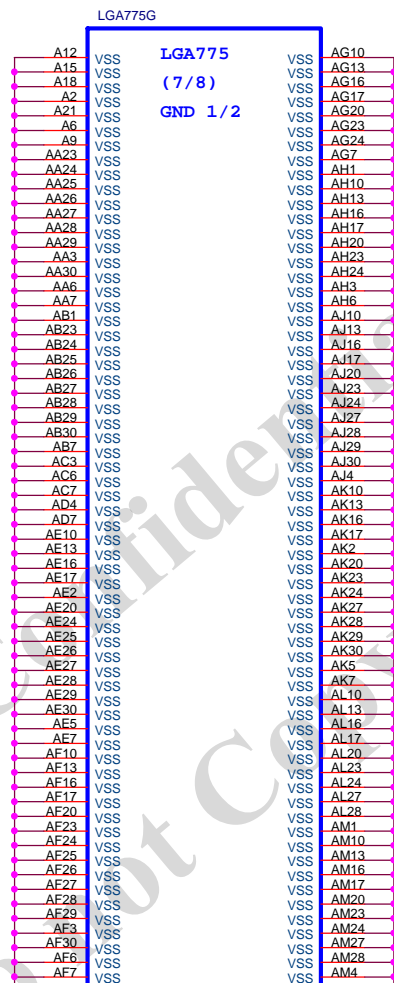 LGA775G
LGA775
(7/8)
GND 1/2
A12 VSS VSS AG10
A15 VSS VSS AG13
A18 VSS VSS AG16
A2 VSS VSS AG17
A21 VSS VSS AG20
A6 VSS VSS AG23
A9 VSS VSS AG24
AA23 VSS VSS AG7
AA24 VSS VSS AH1
AA25 VSS VSS AH10
AA26 VSS VSS AH13
AA27 VSS VSS AH16
AA28 VSS VSS AH17
AA29 VSS VSS AH20
AA3 VSS VSS AH23
AA30 VSS VSS AH24
AA6 VSS VSS AH3
AA7 VSS VSS AH6
AB1 VSS VSS AJ10
AB23 VSS VSS AJ13
AB24 VSS VSS AJ16
AB25 VSS VSS AJ17
AB26 VSS VSS AJ20
AB27 VSS VSS AJ23
AB28 VSS VSS AJ24
AB29 VSS VSS AJ27
AB30 VSS VSS AJ28
AB7 VSS VSS AJ29
AC3 VSS VSS AJ30
AC6 VSS VSS AJ4
AC7 VSS VSS AK10
AD4 VSS VSS AK13
AD7 VSS VSS AK16
AE10 VSS VSS AK17
AE13 VSS VSS AK2
AE16 VSS VSS AK20
AE17 VSS VSS AK23
AE2 VSS VSS AK24
AE20 VSS VSS AK27
AE24 VSS VSS AK28
AE25 VSS VSS AK29
AE26 VSS VSS AK30
AE27 VSS VSS AK5
AE28 VSS VSS AK7
AE29 VSS VSS AL10
AE30 VSS VSS AL13
AE5 VSS VSS AL16
AE7 VSS VSS AL17
AF10 VSS VSS AL20
AF13 VSS VSS AL23
AF16 VSS VSS AL24
AF17 VSS VSS AL27
AF20 VSS VSS AL28
AF23 VSS VSS AM1
AF24 VSS VSS AM10
AF25 VSS VSS AM13
AF26 VSS VSS AM16
AF27 VSS VSS AM17
AF28 VSS VSS AM20
AF29 VSS VSS AM23
AF3 VSS VSS AM24
AF30 VSS VSS AM27
AF6 VSS VSS AM28
AF7 VSS VSS AM4
Confidentia
not Copy